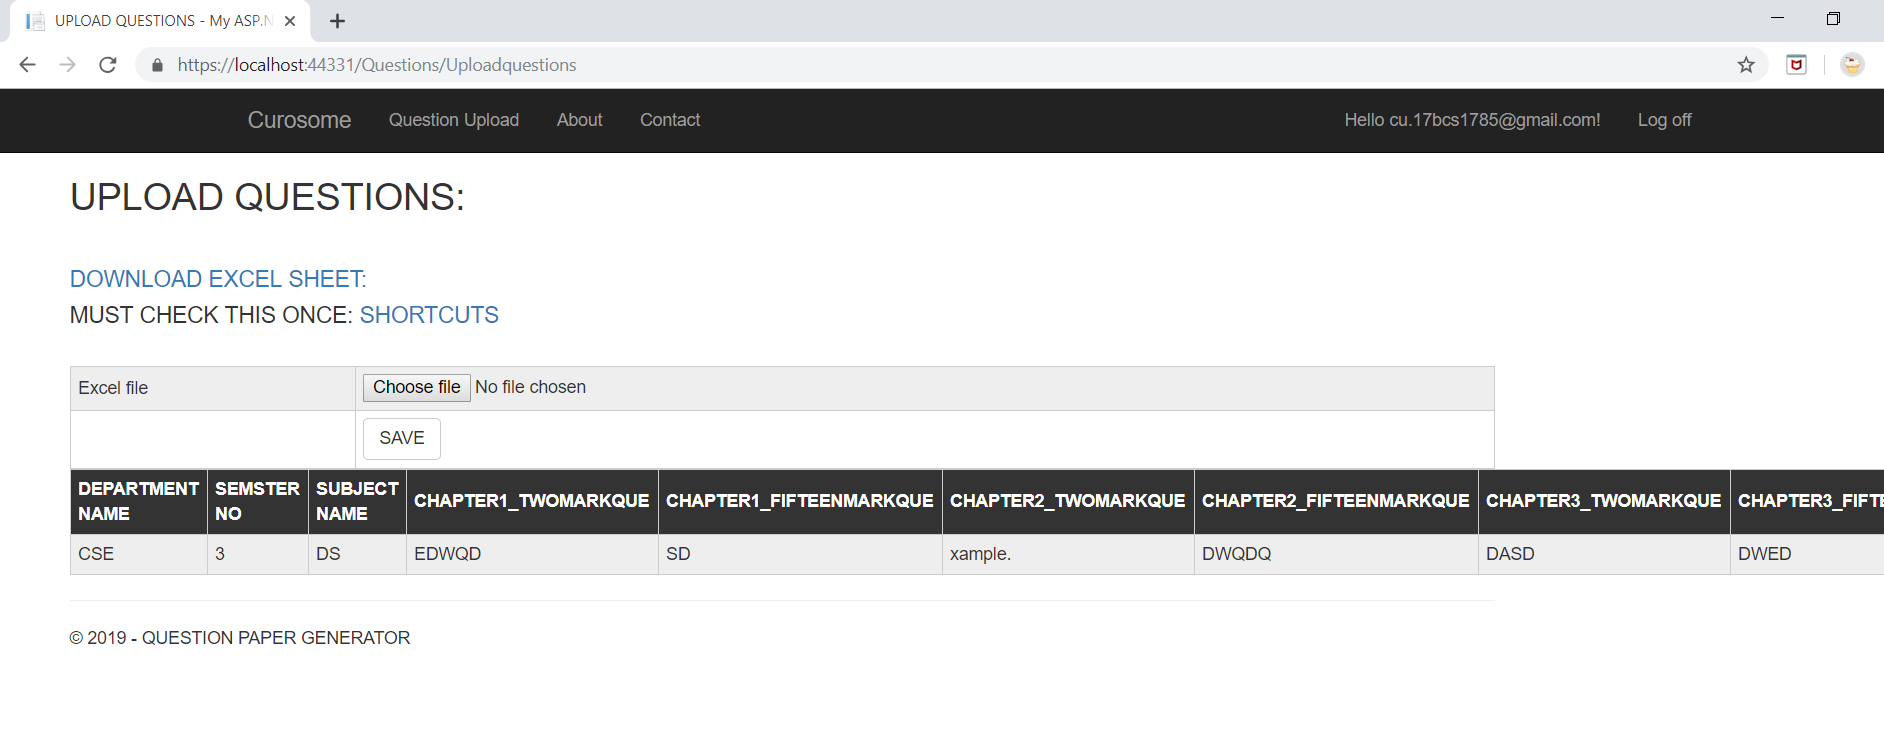 UPLOAD QUESTIONS - My ASP.N
https://localhost:44331/Questions/Uploadquestions
Curosome Question Upload About Contact Hello cu.17bcs1785@gmail.com! Log off
UPLOAD QUESTIONS:
DOWNLOAD EXCEL SHEET:
MUST CHECK THIS ONCE: SHORTCUTS
Excel file Choose file No file chosen
SAVE
DEPARTMENT NAME SEMSTER NO SUBJECT NAME CHAPTER1_TWOMARKQUE CHAPTER1_FIFTEENMARKQUE CHAPTER2_TWOMARKQUE CHAPTER2_FIFTEENMARKQUE CHAPTER3_TWOMARKQUE CHAPTER3_FIFTE
CSE 3 DS EDWQD SD xample. DWQDQ DASD DWED
© 2019 - QUESTION PAPER GENERATOR